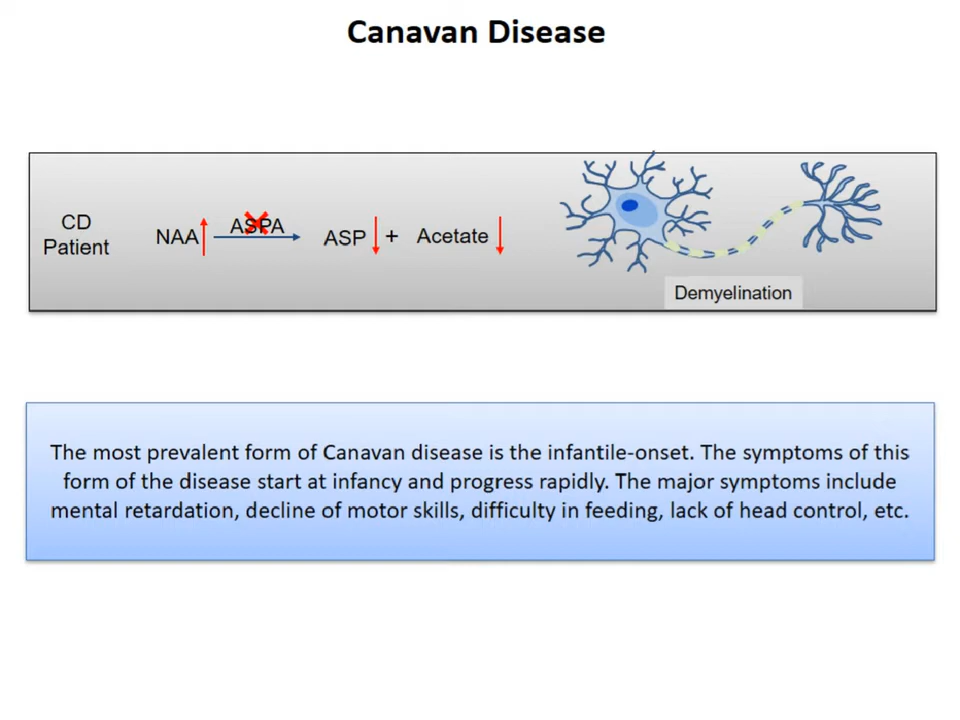 Canavan Disease
CD
Patient
NAA
ASPA
ASP + Acetate
Demyelination
The most prevalent form of Canavan disease is the infantile-onset. The symptoms of this
form of the disease start at infancy and progress rapidly. The major symptoms include
mental retardation, decline of motor skills, difficulty in feeding, lack of head control, etc.